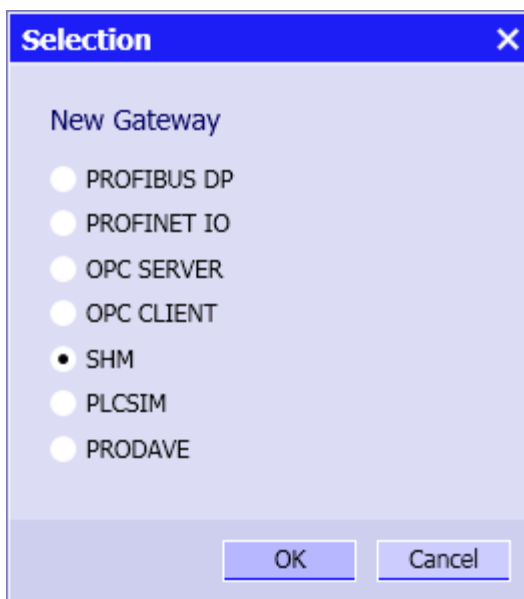 Selection
New Gateway
PROFIBUS DP
PROFINET IO
OPC SERVER
OPC CLIENT
SHM
PLCSIM
PRODAVE
OK Cancel